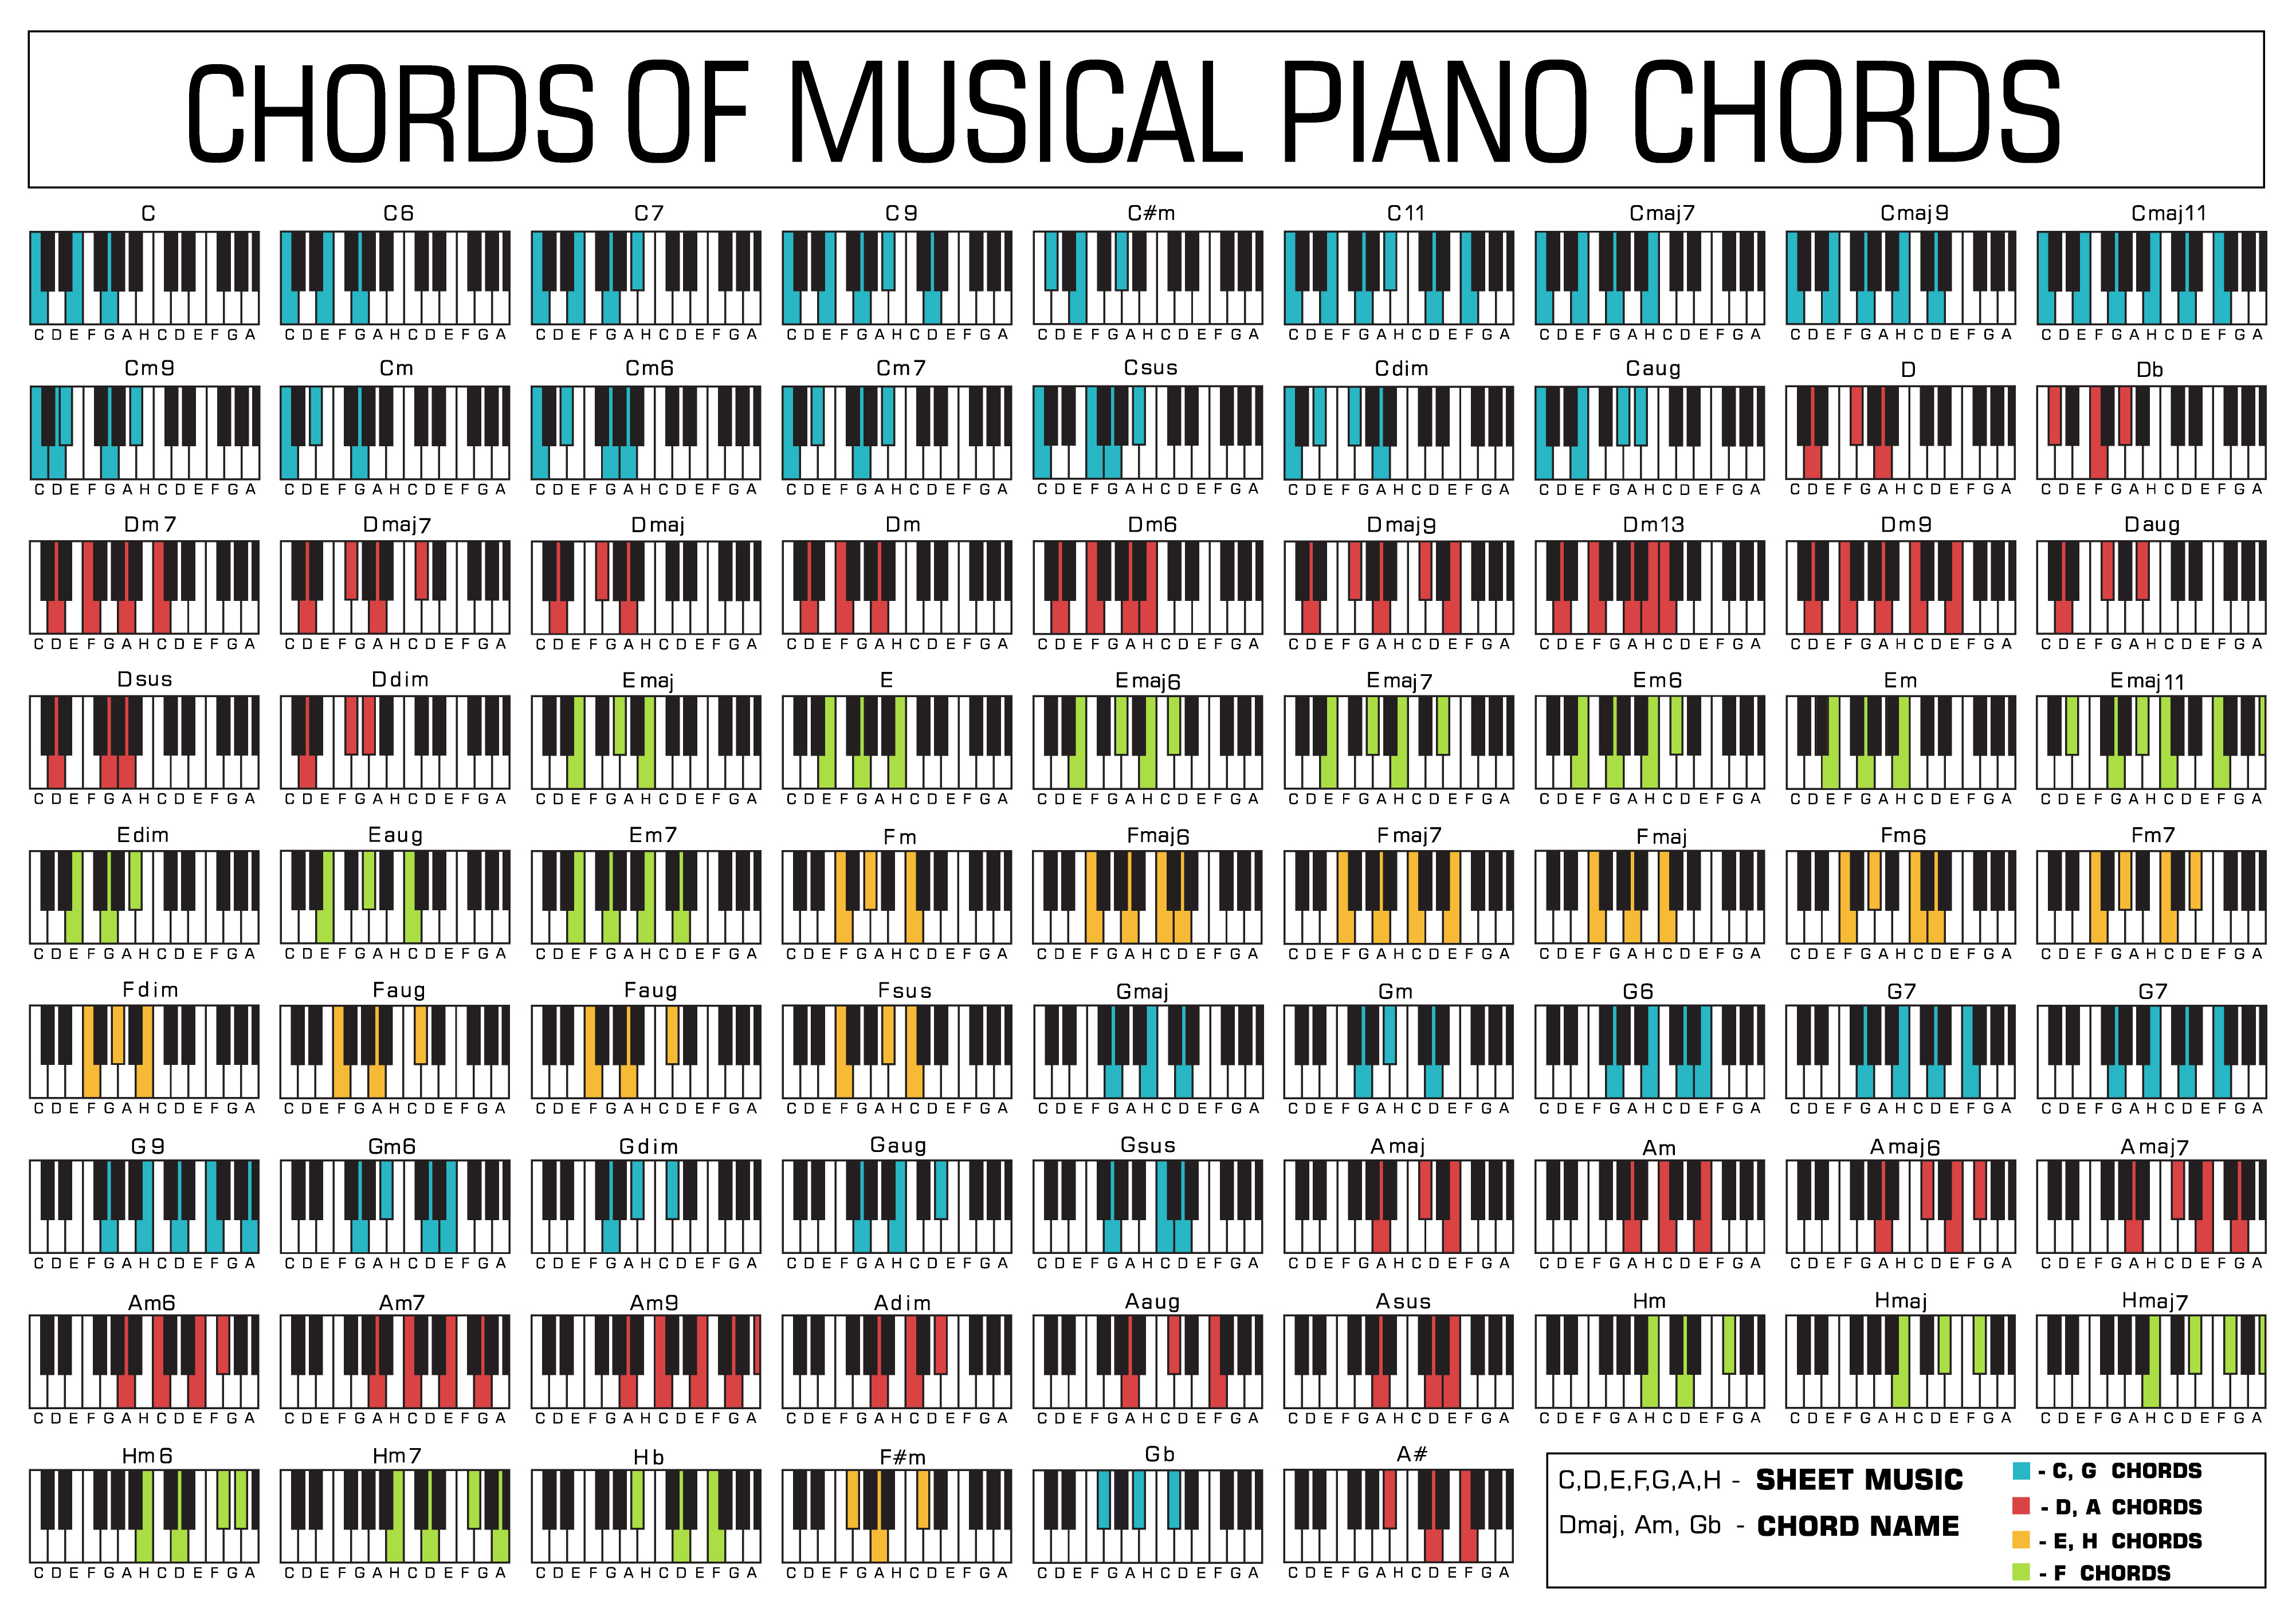 CHORDS OF MUSICAL PIANO CHORDS
C C6 C7 C9 C#m C11 Cmaj7 Cmaj9 Cmaj11
C D E F G A H C D E F G A C D E F G A H C D E F G A C D E F G A H C D E F G A C D E F G A H C D E F G A C D E F G A H C D E F G A C D E F G A H C D E F G A C D E F G A H C D E F G A C D E F G A H C D E F G A C D E F G A H C D E F G A
Cm9 Cm Cm6 Cm7 Csus Cdim Caug D Db
C D E F G A H C D E F G A C D E F G A H C D E F G A C D E F G A H C D E F G A C D E F G A H C D E F G A C D E F G A H C D E F G A C D E F G A H C D E F G A C D E F G A H C D E F G A C D E F G A H C D E F G A C D E F G A H C D E F G A
Dm7 Dmaj7 Dmaj Dm Dm6 Dmaj9 Dm13 Dm9 Daug
C D E F G A H C D E F G A C D E F G A H C D E F G A C D E F G A H C D E F G A C D E F G A H C D E F G A C D E F G A H C D E F G A C D E F G A H C D E F G A C D E F G A H C D E F G A C D E F G A H C D E F G A C D E F G A H C D E F G A
Dsus Ddim Emaj E Emaj6 Emaj7 Em6 Em Emaj11
C D E F G A H C D E F G A C D E F G A H C D E F G A C D E F G A H C D E F G A C D E F G A H C D E F G A C D E F G A H C D E F G A C D E F G A H C D E F G A C D E F G A H C D E F G A C D E F G A H C D E F G A C D E F G A H C D E F G A
Edim Eaug Em7 Fm Fmaj6 Fmaj7 Fmaj Fm6 Fm7
C D E F G A H C D E F G A C D E F G A H C D E F G A C D E F G A H C D E F G A C D E F G A H C D E F G A C D E F G A H C D E F G A C D E F G A H C D E F G A C D E F G A H C D E F G A C D E F G A H C D E F G A C D E F G A H C D E F G A
Fdim Faug Faug Fsus Gmaj Gm G6 G7 G7
C D E F G A H C D E F G A C D E F G A H C D E F G A C D E F G A H C D E F G A C D E F G A H C D E F G A C D E F G A H C D E F G A C D E F G A H C D E F G A C D E F G A H C D E F G A C D E F G A H C D E F G A C D E F G A H C D E F G A
G9 Gm6 Gdim Gaug Gsus Amaj Am Amaj6 Amaj7
C D E F G A H C D E F G A C D E F G A H C D E F G A C D E F G A H C D E F G A C D E F G A H C D E F G A C D E F G A H C D E F G A C D E F G A H C D E F G A C D E F G A H C D E F G A C D E F G A H C D E F G A C D E F G A H C D E F G A
Am6 Am7 Am9 Adim Aaug Asus Hm Hmaj Hmaj7
C D E F G A H C D E F G A C D E F G A H C D E F G A C D E F G A H C D E F G A C D E F G A H C D E F G A C D E F G A H C D E F G A C D E F G A H C D E F G A C D E F G A H C D E F G A C D E F G A H C D E F G A C D E F G A H C D E F G A
Hm6 Hm7 Hb F#m Gb A#
C D E F G A H C D E F G A C D E F G A H C D E F G A C D E F G A H C D E F G A C D E F G A H C D E F G A C D E F G A H C D E F G A C D E F G A H C D E F G A
C,D,E,F,G,A,H - SHEET MUSIC
Dmaj, Am, Gb - CHORD NAME
- C, G CHORDS
- D, A CHORDS
- E, H CHORDS
- F CHORDS